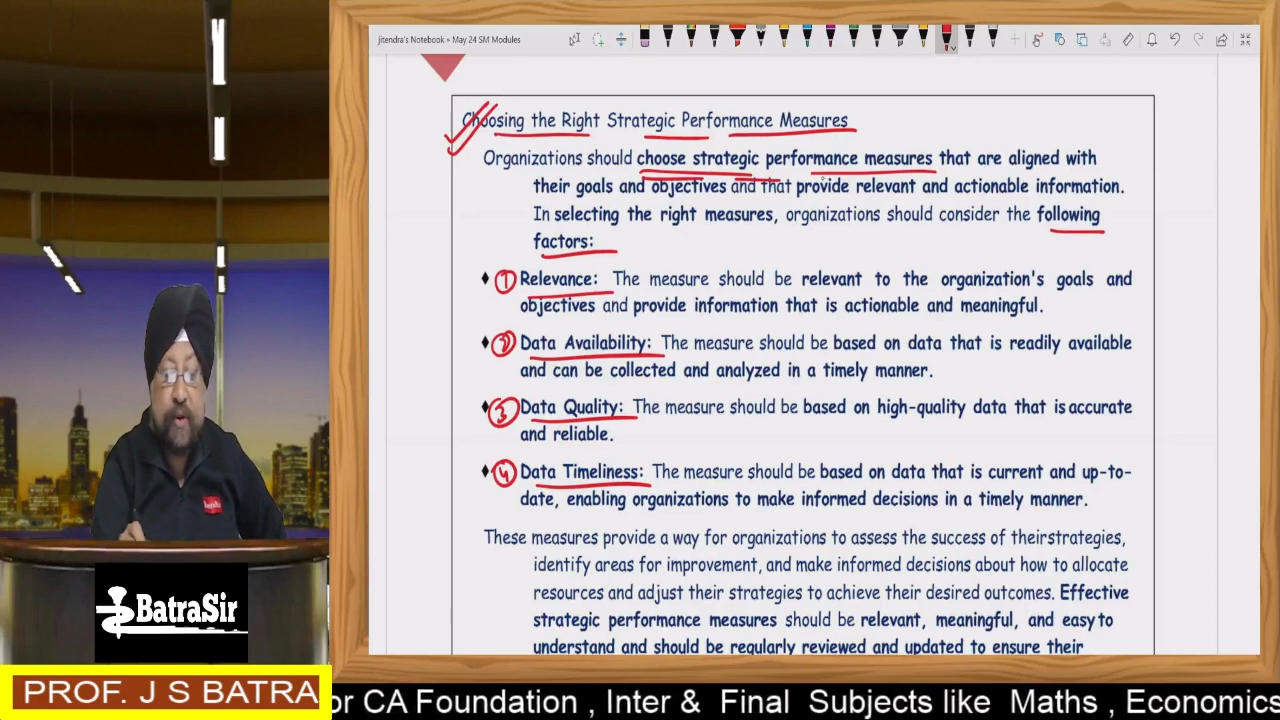 Jitendra's Notebook » May 24 SM Modules
Choosing the Right Strategic Performance Measures
Organizations should choose strategic performance measures that are aligned with
their goals and objectives and that provide relevant and actionable information.
In selecting the right measures, organizations should consider the following
factors:
♦ 1 Relevance: The measure should be relevant to the organization's goals and
objectives and provide information that is actionable and meaningful.
♦ 2 Data Availability: The measure should be based on data that is readily available
and can be collected and analyzed in a timely manner.
♦ 3 Data Quality: The measure should be based on high-quality data that is accurate
and reliable.
♦ 4 Data Timeliness: The measure should be based on data that is current and up-to-
date, enabling organizations to make informed decisions in a timely manner.
These measures provide a way for organizations to assess the success of theirstrategies,
identify areas for improvement, and make informed decisions about how to allocate
resources and adjust their strategies to achieve their desired outcomes. Effective
strategic performance measures should be relevant, meaningful, and easy to
understand and should be regularly reviewed and updated to ensure their
BatraSir
PROF. J S BATRA
or CA Foundation , Inter & Final Subjects like Maths , Economics